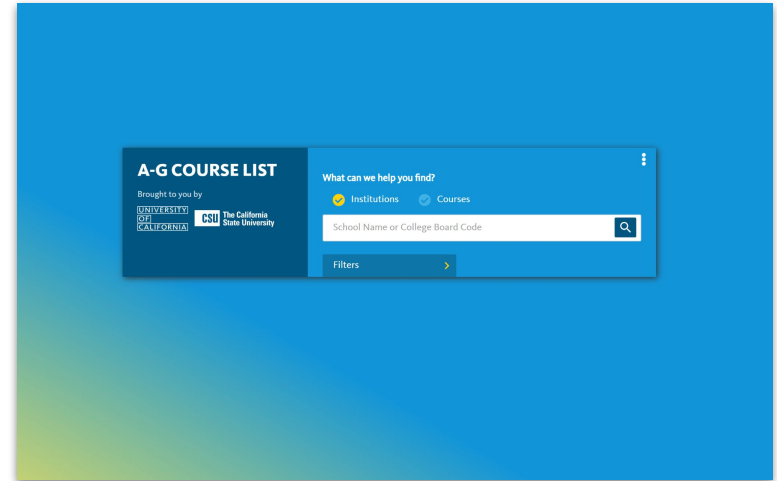 A-G COURSE LIST
Brought to you by
UNIVERSITY
OF
CALIFORNIA
CSU The California
State University
What can we help you find?
Institutions Courses
School Name or College Board Code
Filters